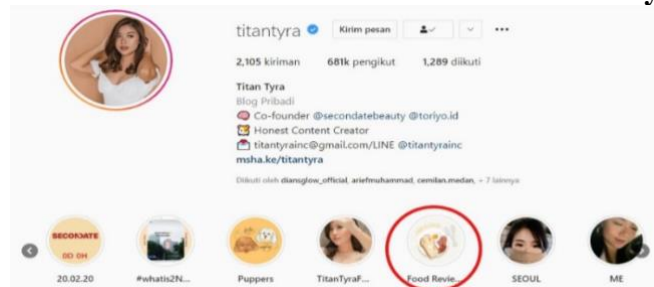 titantyra Kirim pesan
2,105 kiriman 681k pengikut 1,289 diikuti
Titan Tyra
Blog Pribadi
Co-founder @secondatebeauty @toriyo.id
Honest Content Creator
titantyrainc@gmail.com/LINE @titantyrainc
msha.ke/titantyra
Diikuti oleh diansglow_official, ariefmuhammad, cemilan.medan, + 7 lainnya
SECONDATE
20.02.20 #whatis2N... Puppers TitanTyraF... Food Revie... SEOUL ME